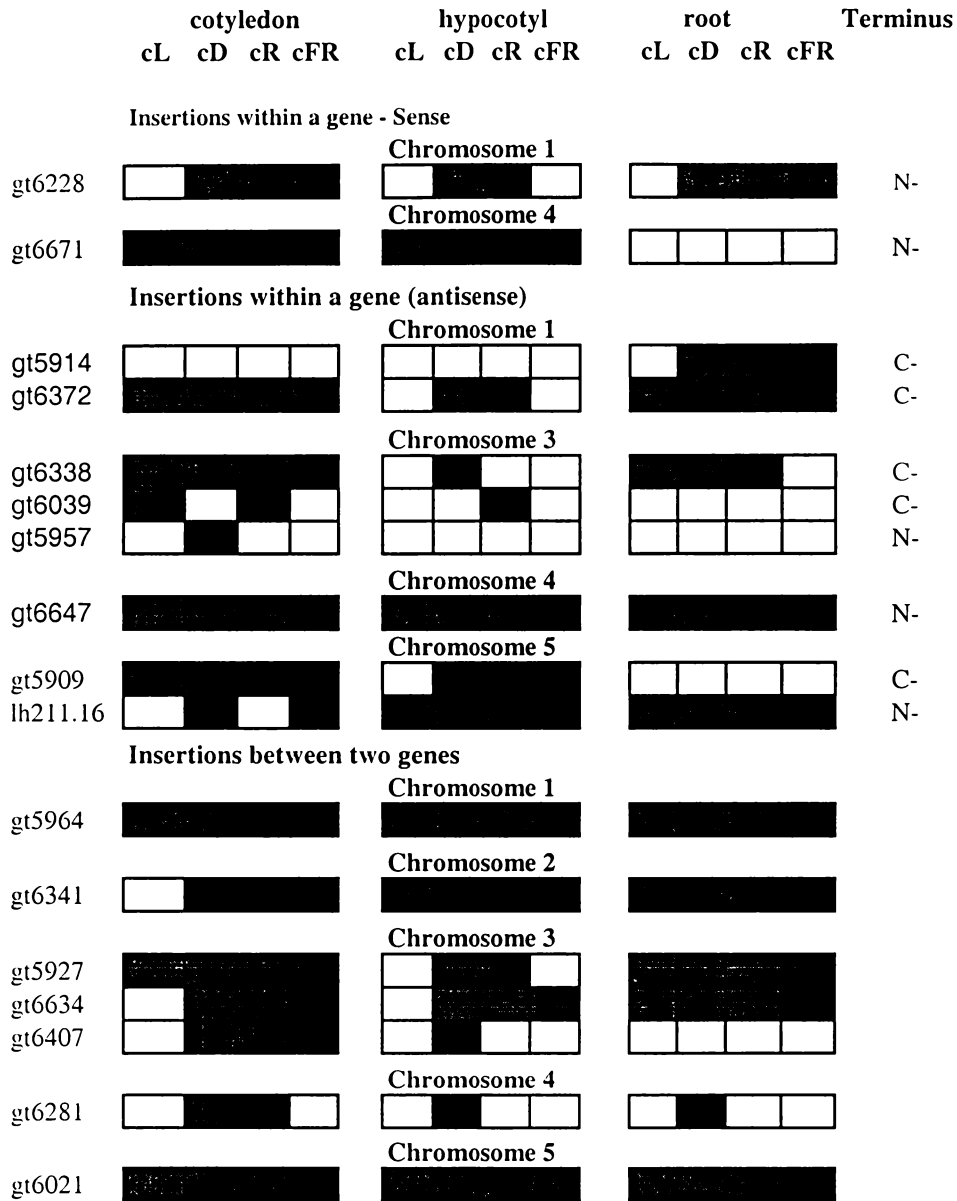 cotyledon hypocotyl root Terminus
cL cD cR cFR cL cD cR cFR cL cD cR cFR
Insertions within a gene - Sense
Chromosome 1
gt6228 N-
Chromosome 4
gt6671 N-
Insertions within a gene (antisense)
Chromosome 1
gt5914 C-
gt6372 C-
Chromosome 3
gt6338 C-
gt6039 C-
gt5957 N-
Chromosome 4
gt6647 N-
Chromosome 5
gt5909 C-
lh211.16 N-
Insertions between two genes
Chromosome 1
gt5964
Chromosome 2
gt6341
Chromosome 3
gt5927
gt6634
gt6407
Chromosome 4
gt6281
Chromosome 5
gt6021